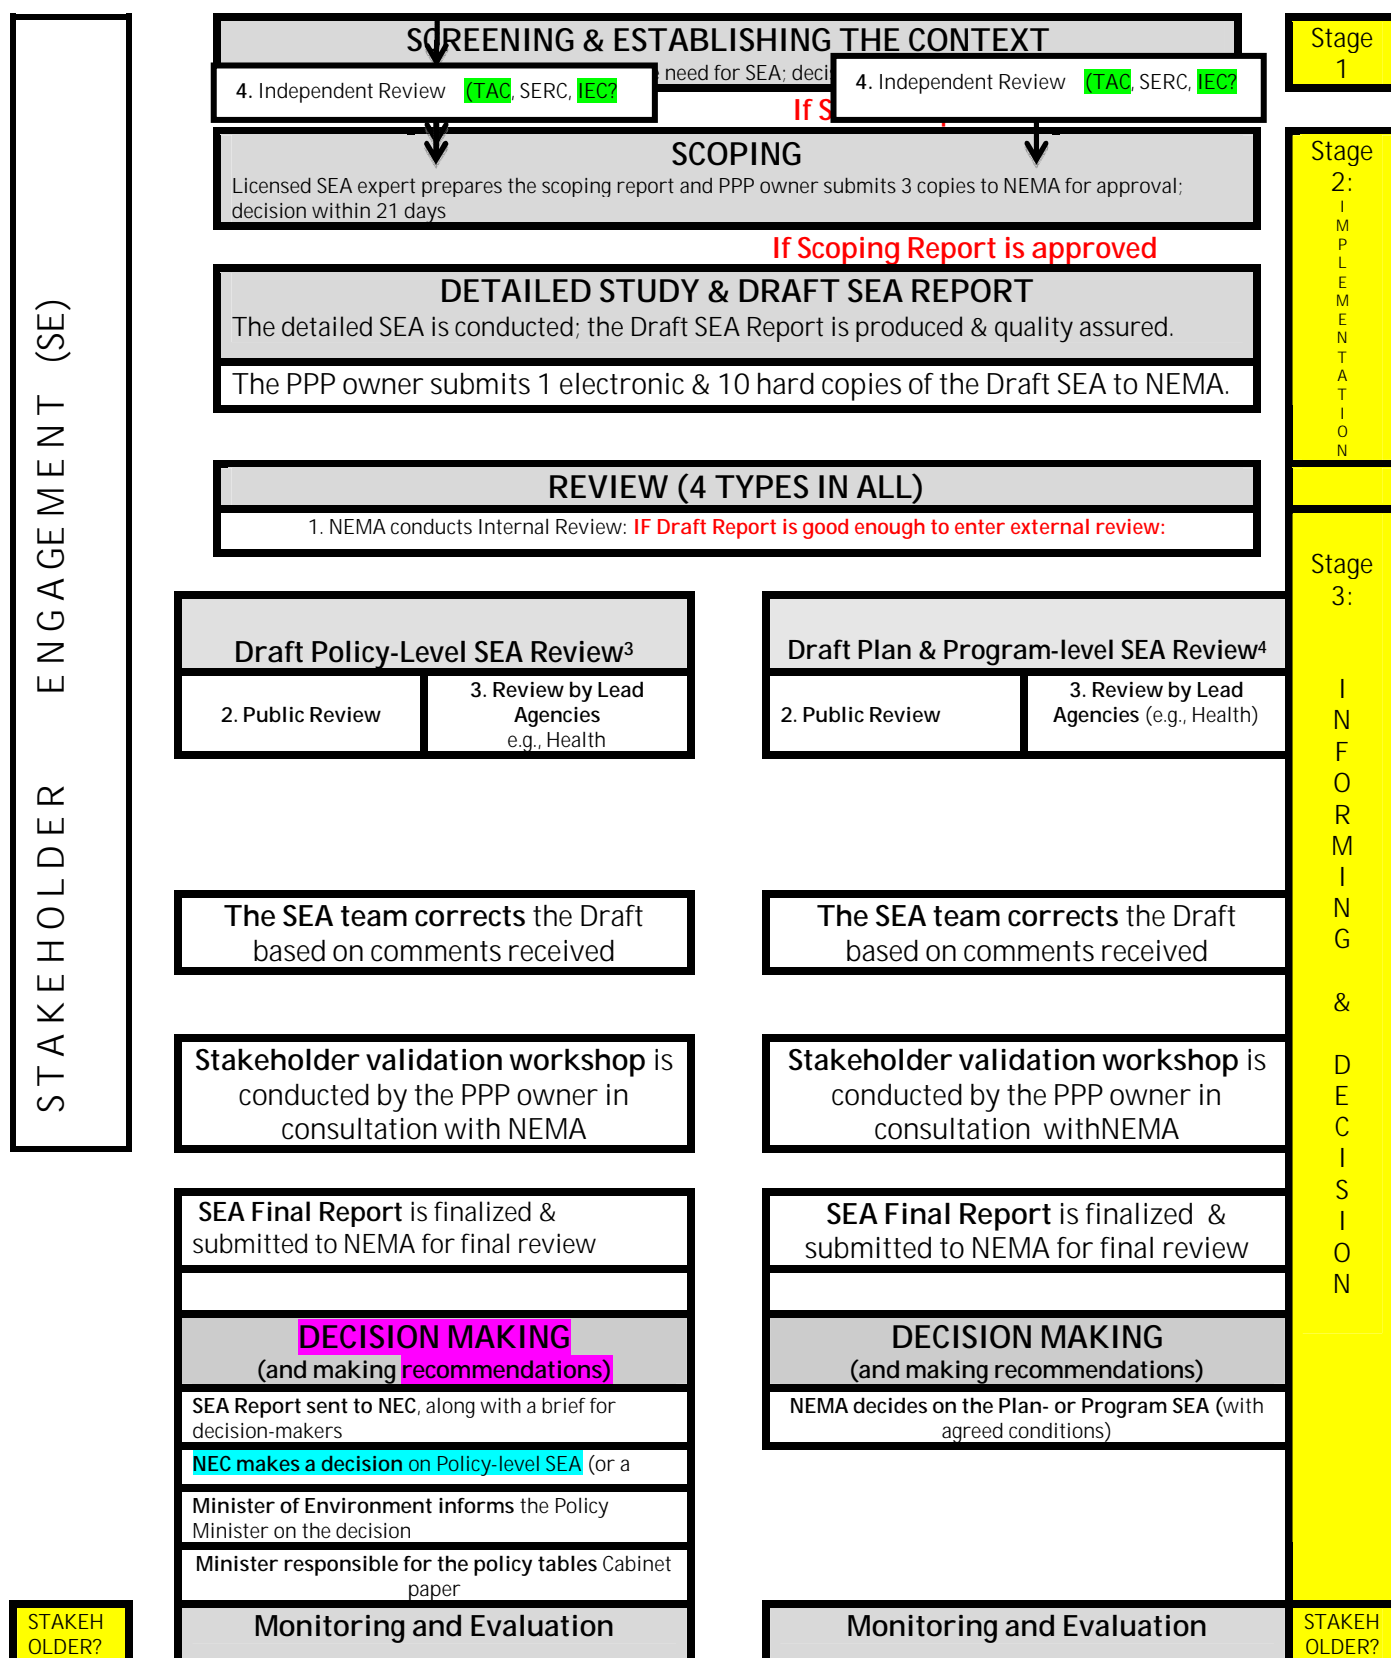 SCREENING & ESTABLISHING THE CONTEXT
need for SEA;
4. Independent Review (TAC, SERC, IEC?
4. Independent Review (TAC, SERC, IEC?
If
SCOPING
Licensed SEA expert prepares the scoping report and PPP owner submits 3 copies to NEMA for approval;
decision within 21 days
If Scoping Report is approved
DETAILED STUDY & DRAFT SEA REPORT
The detailed SEA is conducted; the Draft SEA Report is produced & quality assured.
The PPP owner submits 1 electronic & 10 hard copies of the Draft SEA to NEMA.
REVIEW (4 TYPES IN ALL)
1. NEMA conducts Internal Review: IF Draft Report is good enough to enter external review:
Draft Policy-Level SEA Review3
2. Public Review
3. Review by Lead
Agencies
e.g., Health
Draft Plan & Program-level SEA Review4
2. Public Review
3. Review by Lead
Agencies (e.g., Health)
The SEA team corrects the Draft
based on comments received
The SEA team corrects the Draft
based on comments received
Stakeholder validation workshop is
conducted by the PPP owner in
consultation with NEMA
Stakeholder validation workshop is
conducted by the PPP owner in
consultation withNEMA
SEA Final Report is finalized &
submitted to NEMA for final review
SEA Final Report is finalized &
submitted to NEMA for final review
DECISION MAKING
(and making recommendations)
SEA Report sent to NEC, along with a brief for
decision-makers
NEC makes a decision on Policy-level SEA (or a
Minister of Environment informs the Policy
Minister on the decision
Minister responsible for the policy tables Cabinet
paper
DECISION MAKING
(and making recommendations)
NEMA decides on the Plan- or Program SEA (with
agreed conditions)
Monitoring and Evaluation
Monitoring and Evaluation
STAKEHOLDER ENGAGEMENT (SE)
STAKEH
OLDER?
Stage
1
Stage
2:
IMPLEMENTATION
Stage
3:
INFORMING & DECISION
STAKEH
OLDER?